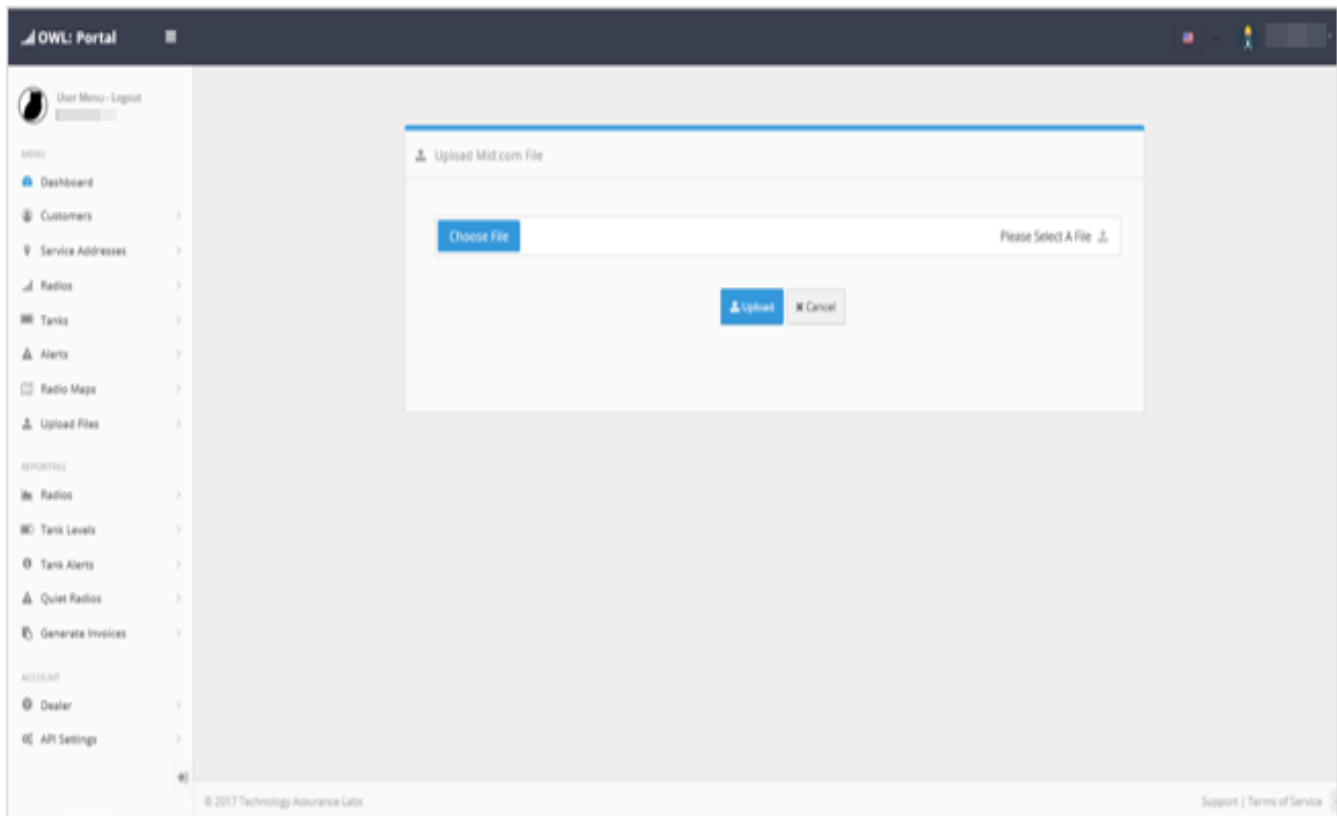 OWL: Portal
User Menu - Logout
MENU
Dashboard
Customers
Service Addresses
Radios
Tanks
Alerts
Radio Maps
Upload Files
REPORTING
Radios
Tank Levels
Tank Alerts
Quiet Radios
Generate Invoices
ACCOUNT
Dealer
API Settings
Upload Mid:com File
Choose File
Please Select A File
Upload
Cancel
© 2017 Technology Assurance Labs
Support | Terms of Service